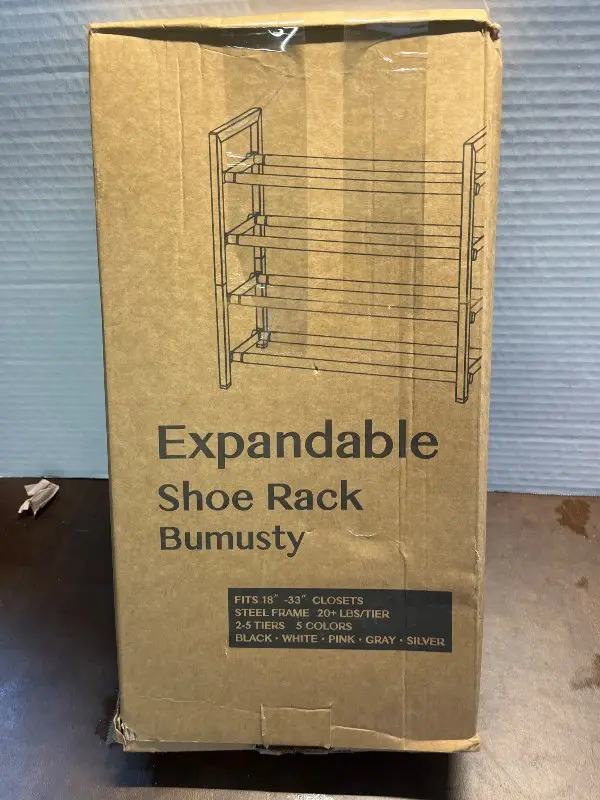 Expandable
Shoe Rack
Bumusty
FITS 18" -33" CLOSETS
STEEL FRAME 20+ LBS/TIER
2-5 TIERS 5 COLORS
BLACK · WHITE · PINK · GRAY · SILVER